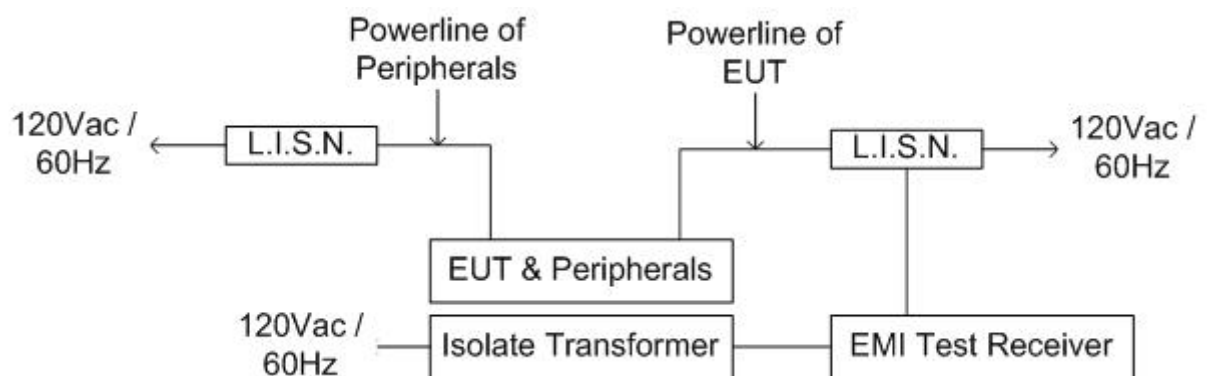 Powerline of
Peripherals
Powerline of
EUT
120Vac /
60Hz
L.I.S.N.
L.I.S.N.
120Vac /
60Hz
EUT & Peripherals
120Vac /
60Hz
Isolate Transformer
EMI Test Receiver